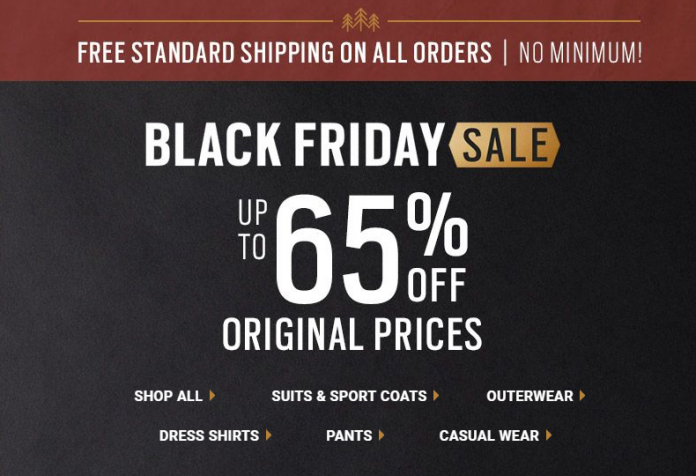 FREE STANDARD SHIPPING ON ALL ORDERS | NO MINIMUM!
BLACK FRIDAY SALE
UP TO 65% OFF
ORIGINAL PRICES
SHOP ALL SUITS & SPORT COATS OUTERWEAR
DRESS SHIRTS PANTS CASUAL WEAR